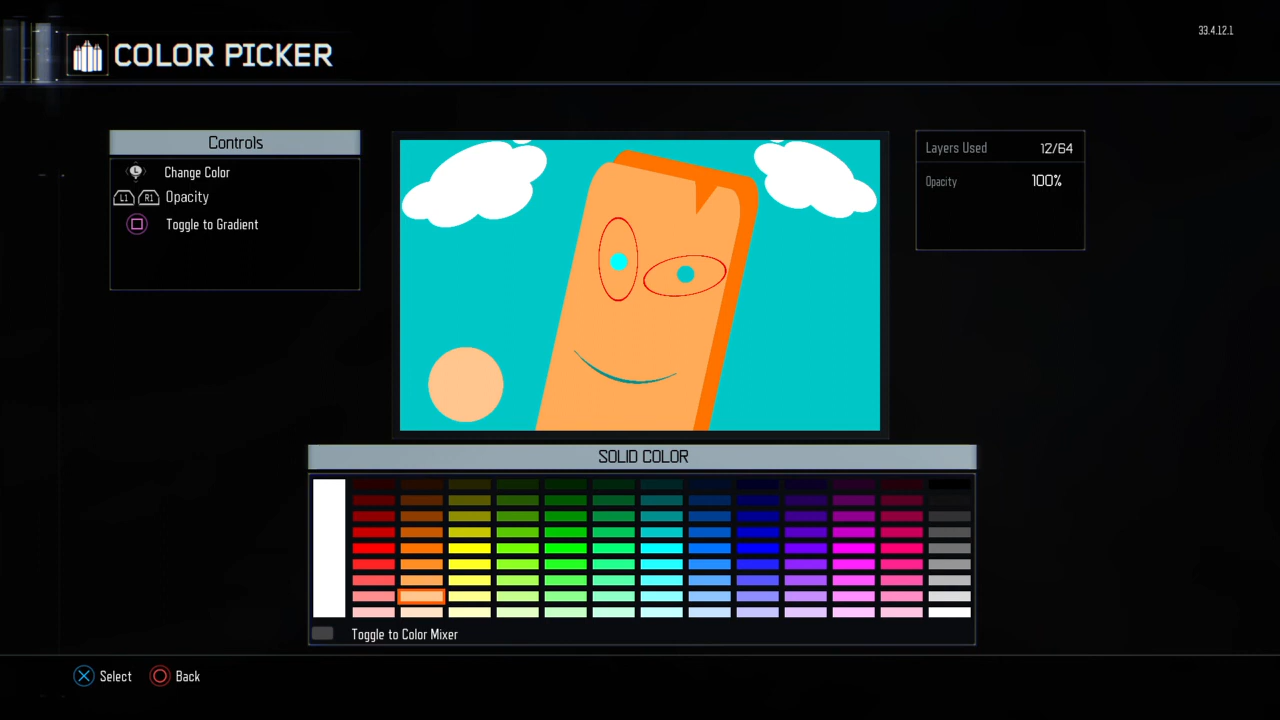 COLOR PICKER
33.4.12.1
Controls
L Change Color
L1 R1 Opacity
Toggle to Gradient
Layers Used 12/64
Opacity 100%
SOLID COLOR
Toggle to Color Mixer
Select Back